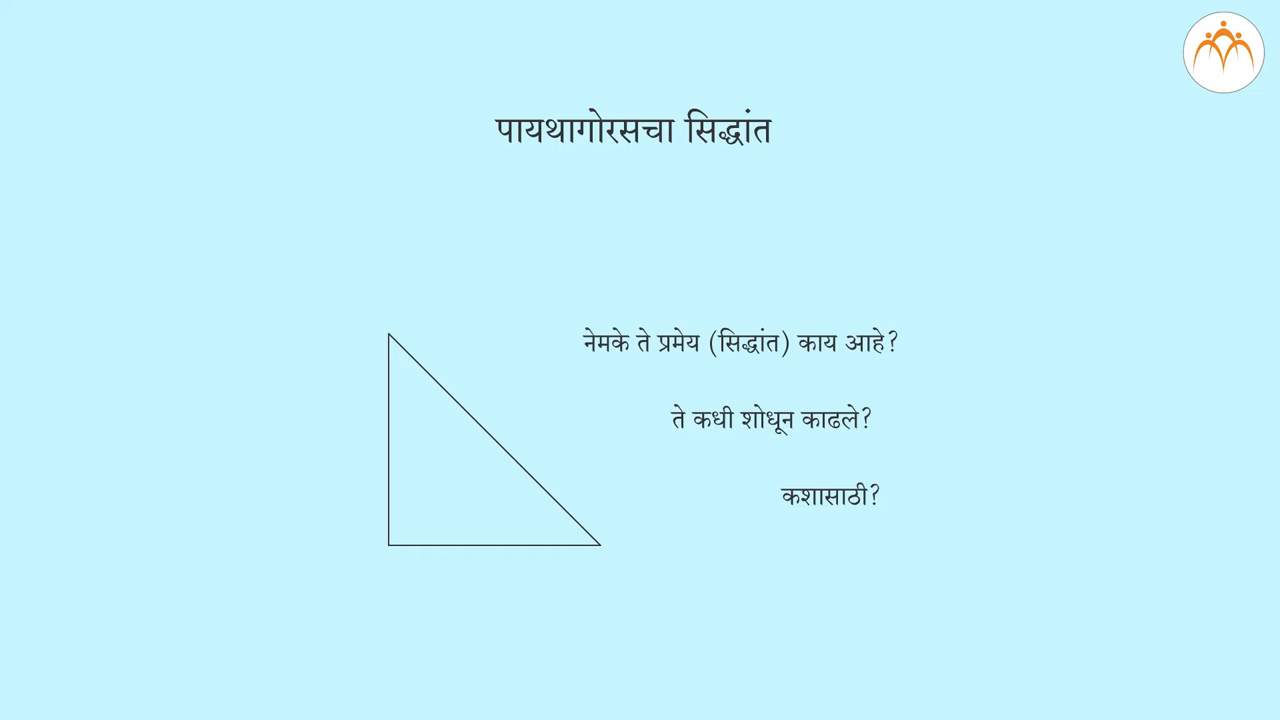 पायथागोरसचा सिद्धांत
नेमके ते प्रमेय (सिद्धांत) काय आहे?
ते कधी शोधून काढले?
कशासाठी?